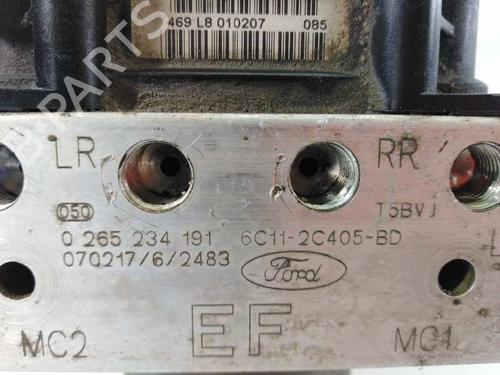 469 L8 010207 085
LR RR
050 T5BVJ
0 265 234 191 6C11-2C405-BD
070217/6/2483 Ford
EF
MC2 MC1